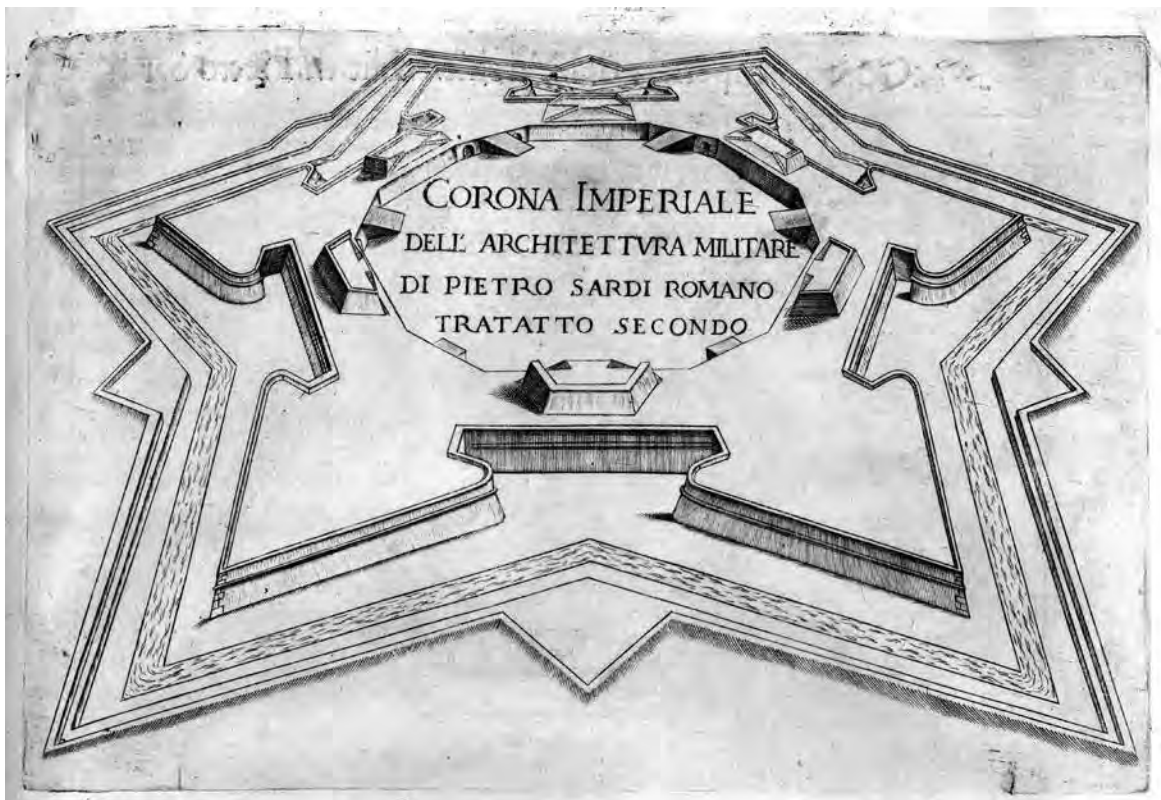 CORONA IMPERIALE
DELL' ARCHITETTVRA MILITARE
DI PIETRO SARDI ROMANO
TRATATTO SECONDO